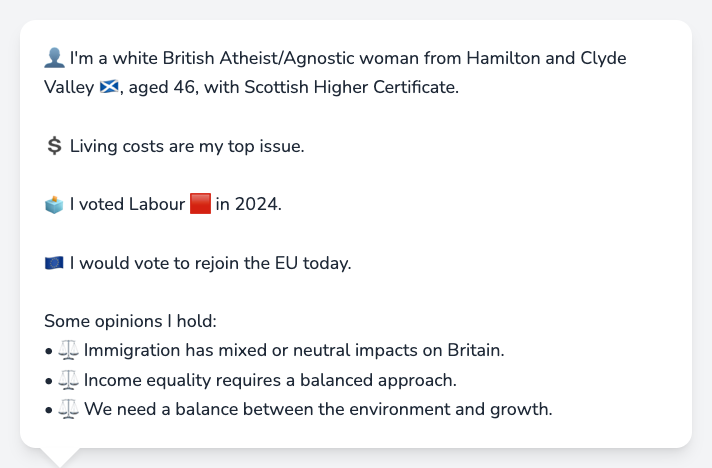 👤 I'm a white British Atheist/Agnostic woman from Hamilton and Clyde
Valley 🏴󠁧󠁢󠁳󠁣󠁴󠁿, aged 46, with Scottish Higher Certificate.
💲 Living costs are my top issue.
🗳️ I voted Labour 🟥 in 2024.
🇪🇺 I would vote to rejoin the EU today.
Some opinions I hold:
• ⚖️ Immigration has mixed or neutral impacts on Britain.
• ⚖️ Income equality requires a balanced approach.
• ⚖️ We need a balance between the environment and growth.